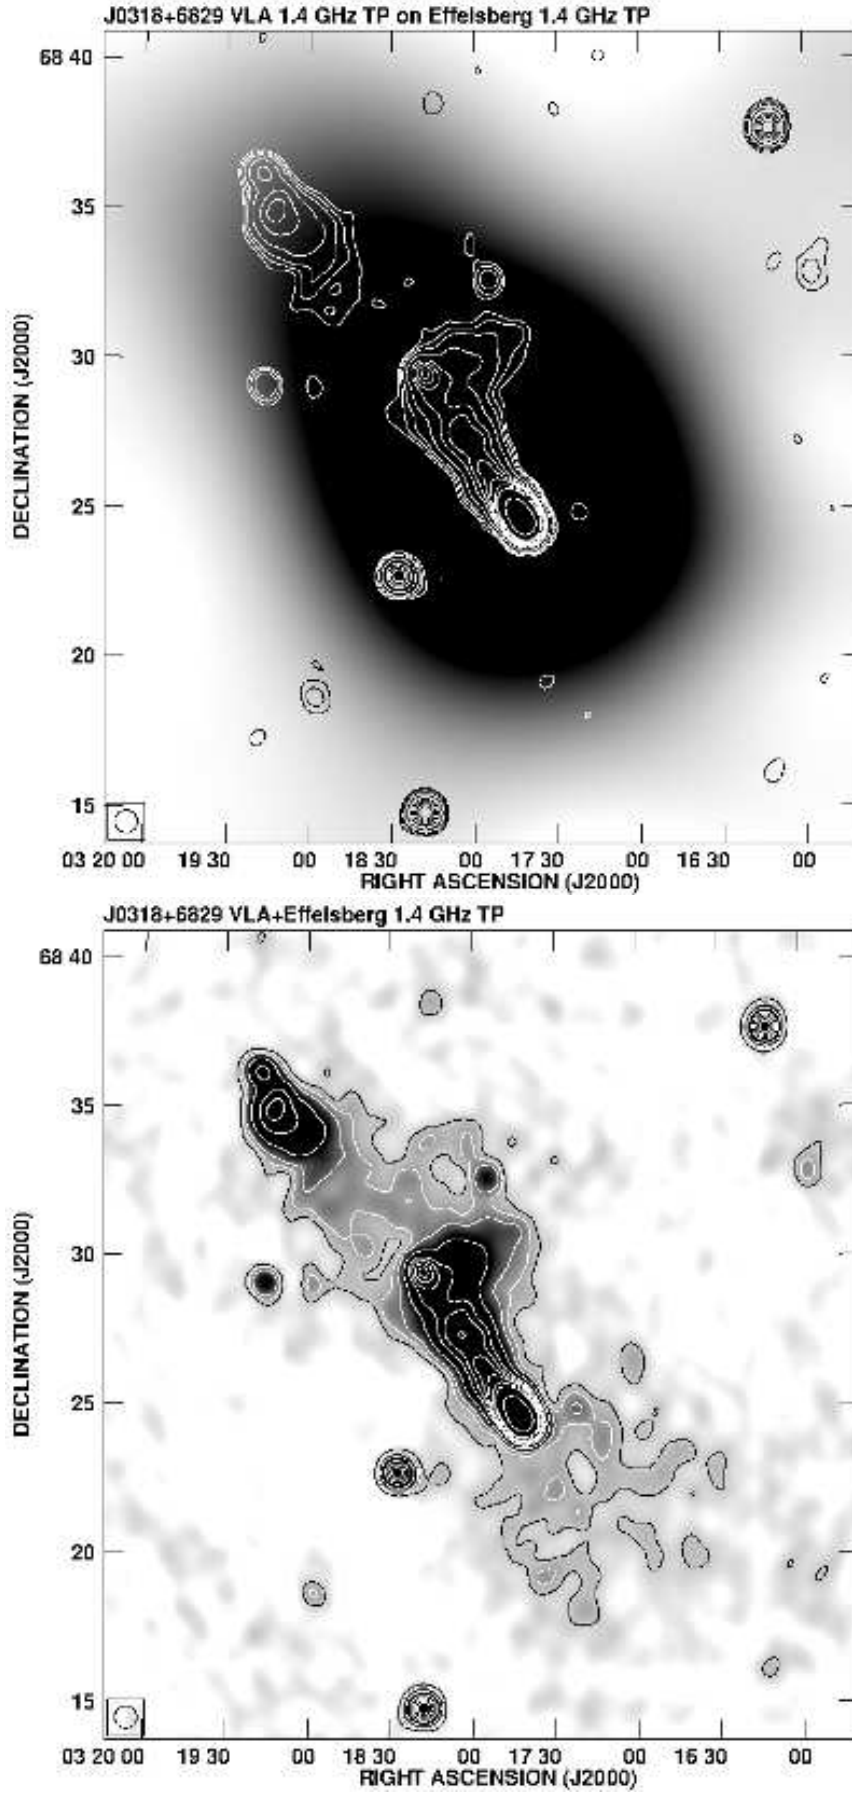 J0318+6829 VLA 1.4 GHz TP on Effelsberg 1.4 GHz TP
68 40
35
30
25
20
15
DECLINATION (J2000)
03 20 00 19 30 00 18 30 00 17 30 00 16 30 00
RIGHT ASCENSION (J2000)
J0318+6829 VLA+Effelsberg 1.4 GHz TP
68 40
35
30
25
20
15
DECLINATION (J2000)
03 20 00 19 30 00 18 30 00 17 30 00 16 30 00
RIGHT ASCENSION (J2000)